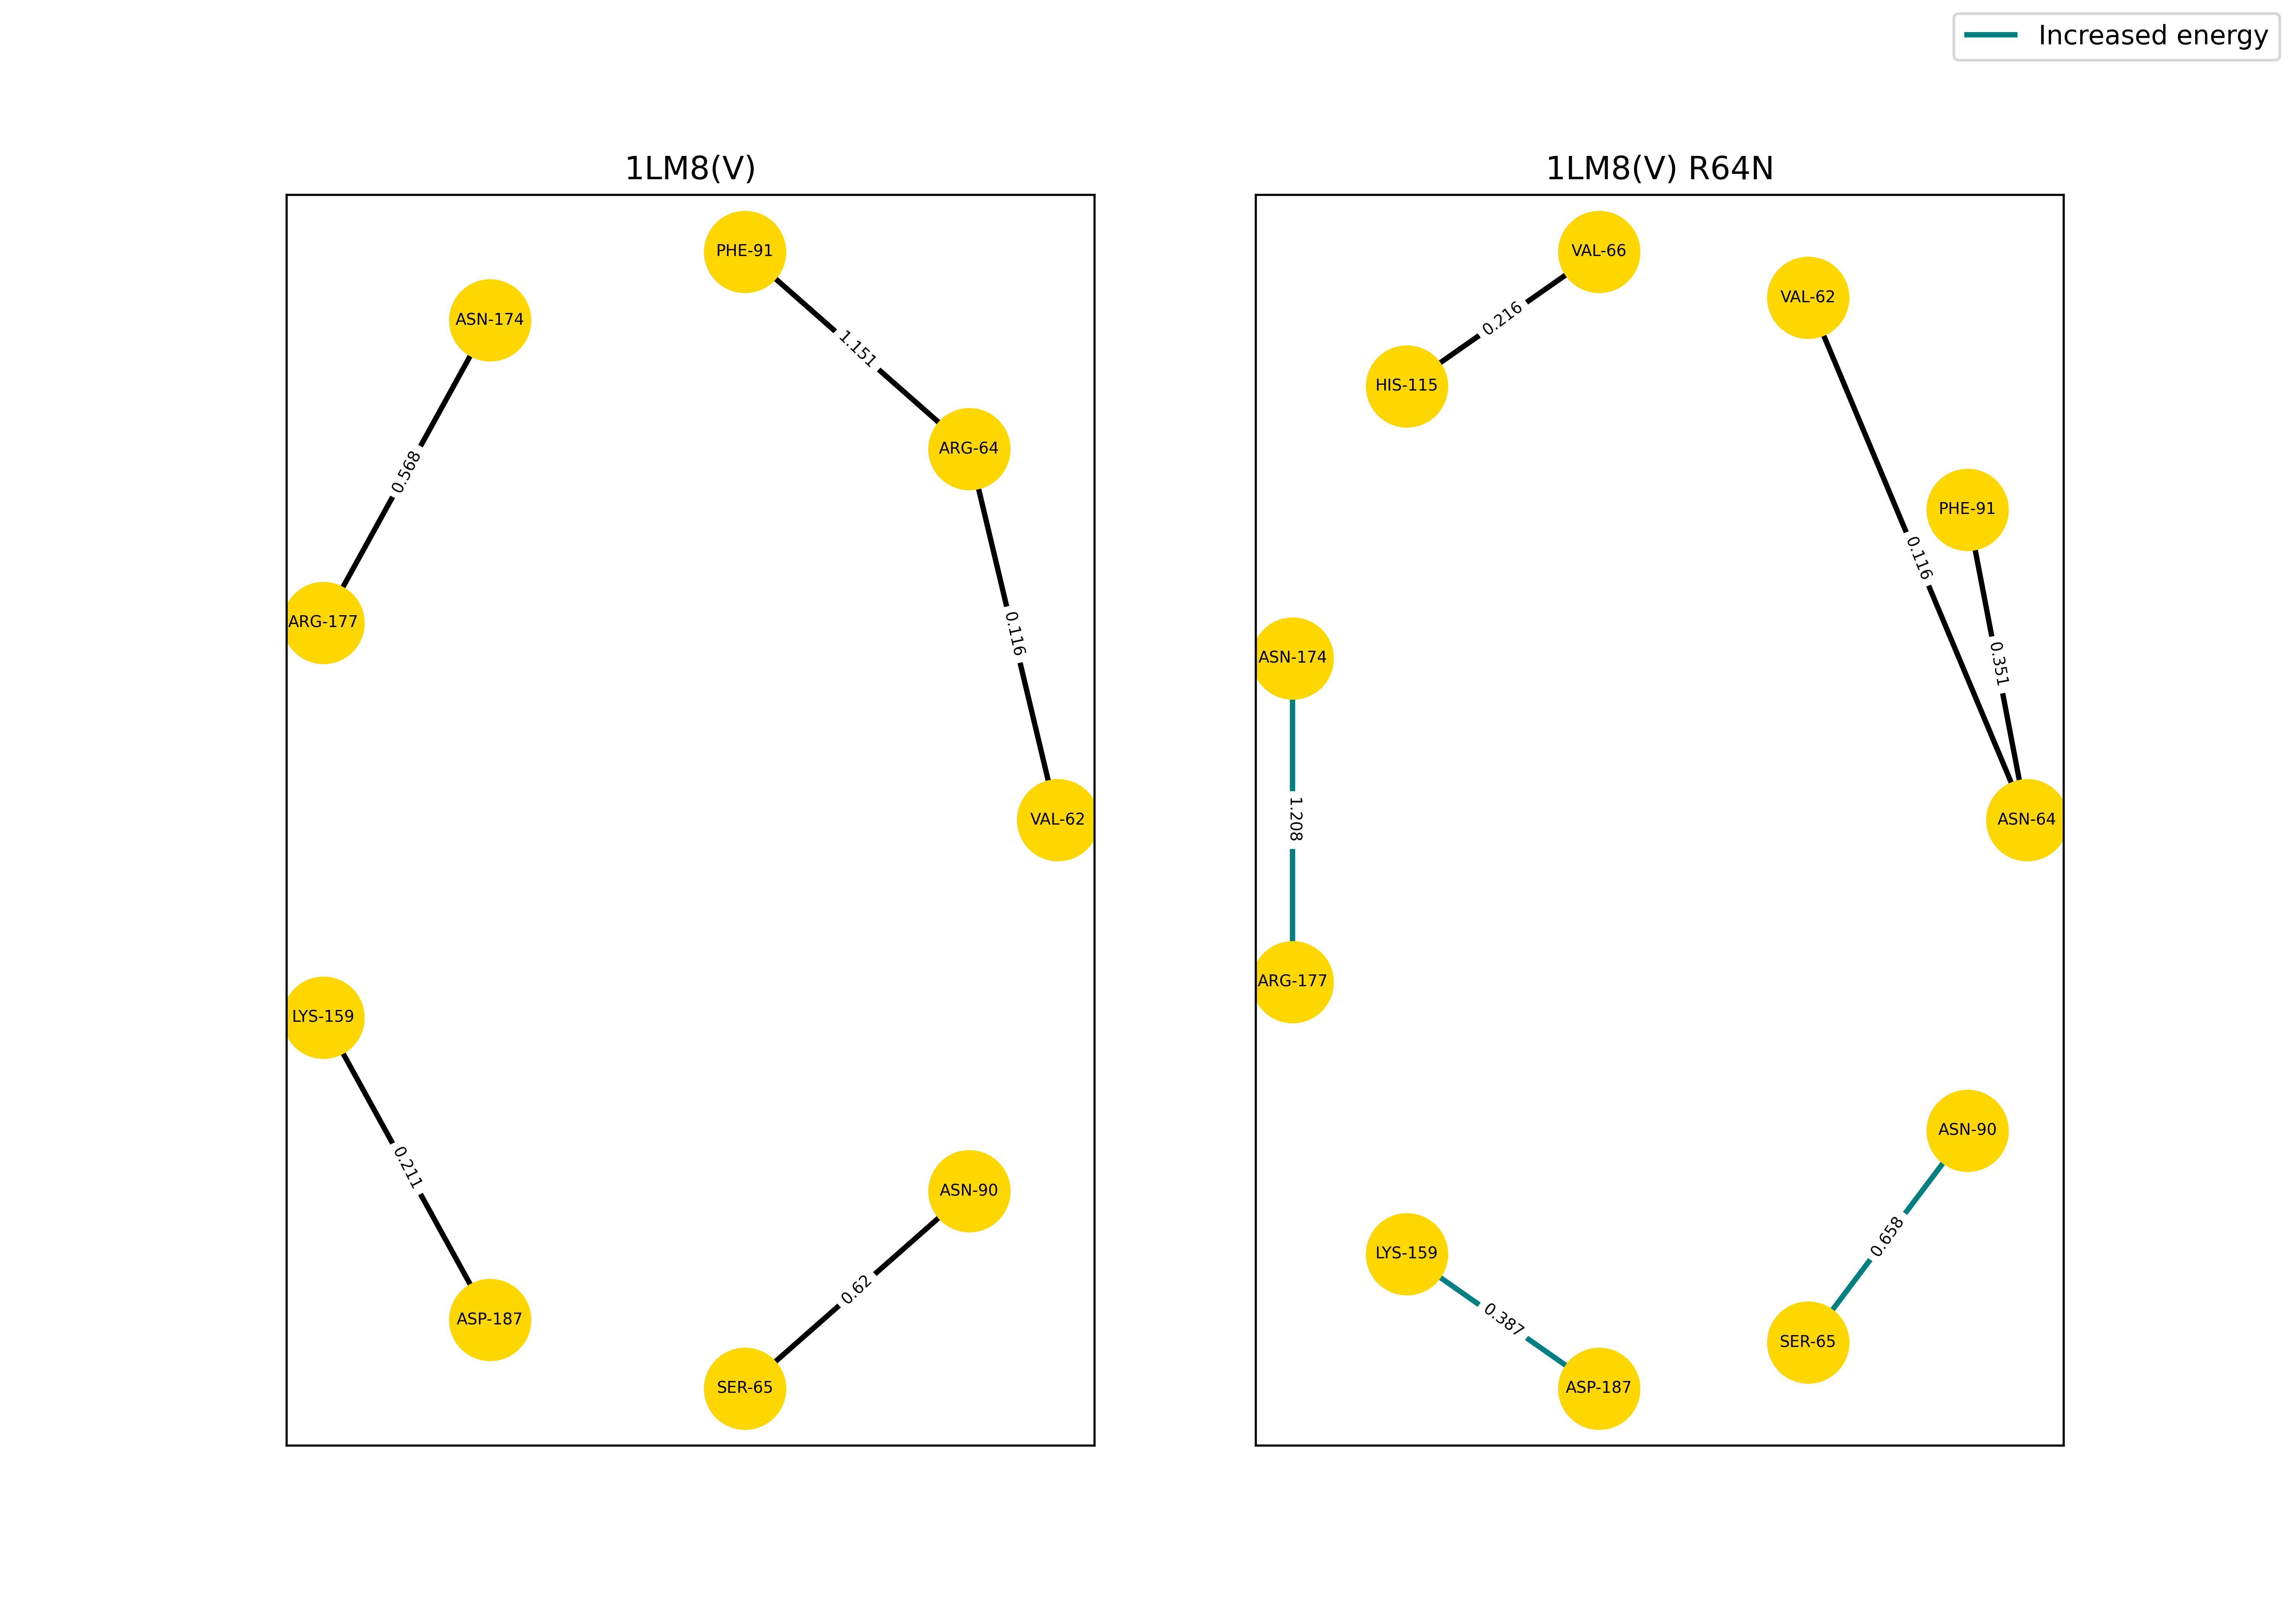 Increased energy
1LM8(V)
PHE-91
ASN-174
1.151
ARG-64
0.568
ARG-177
0.116
VAL-62
LYS-159
0.211
ASN-90
0.62
ASP-187
SER-65
1LM8(V) R64N
VAL-66
VAL-62
0.216
HIS-115
PHE-91
0.116
0.351
ASN-174
1.208
ASN-64
ARG-177
ASN-90
0.658
LYS-159
0.387
SER-65
ASP-187